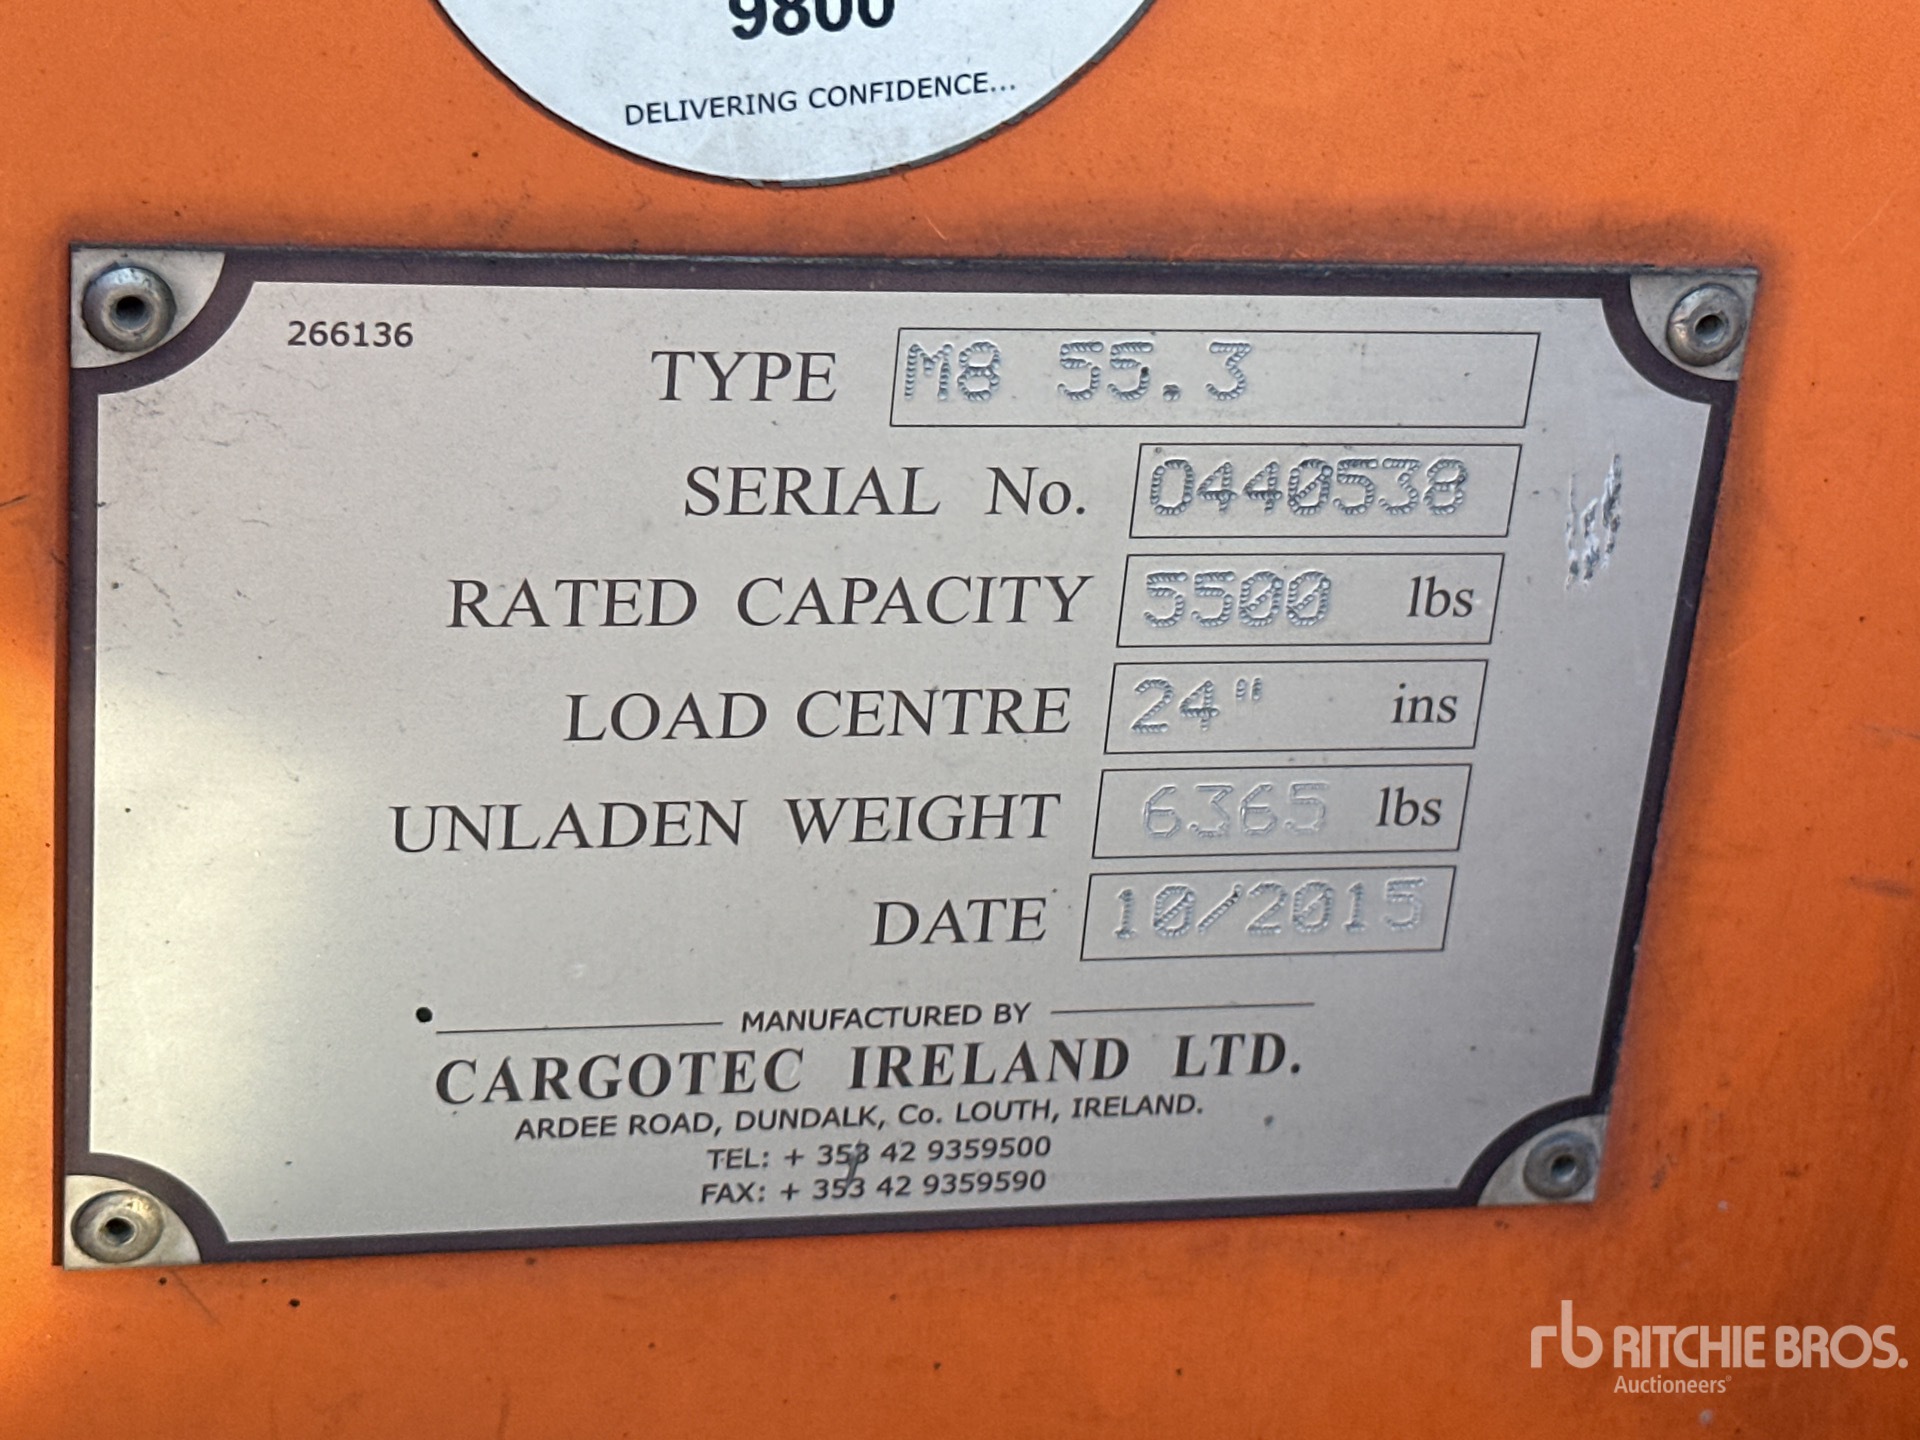 9800
DELIVERING CONFIDENCE...
266136
TYPE M8 55.3
SERIAL No. 0440538
RATED CAPACITY 5500 lbs
LOAD CENTRE 24" ins
UNLADEN WEIGHT 6365 lbs
DATE 10/2015
MANUFACTURED BY
CARGOTEC IRELAND LTD.
ARDEE ROAD, DUNDALK, Co. LOUTH, IRELAND.
TEL: + 353 42 9359500
FAX: + 353 42 9359590
rb RITCHIE BROS.
Auctioneers